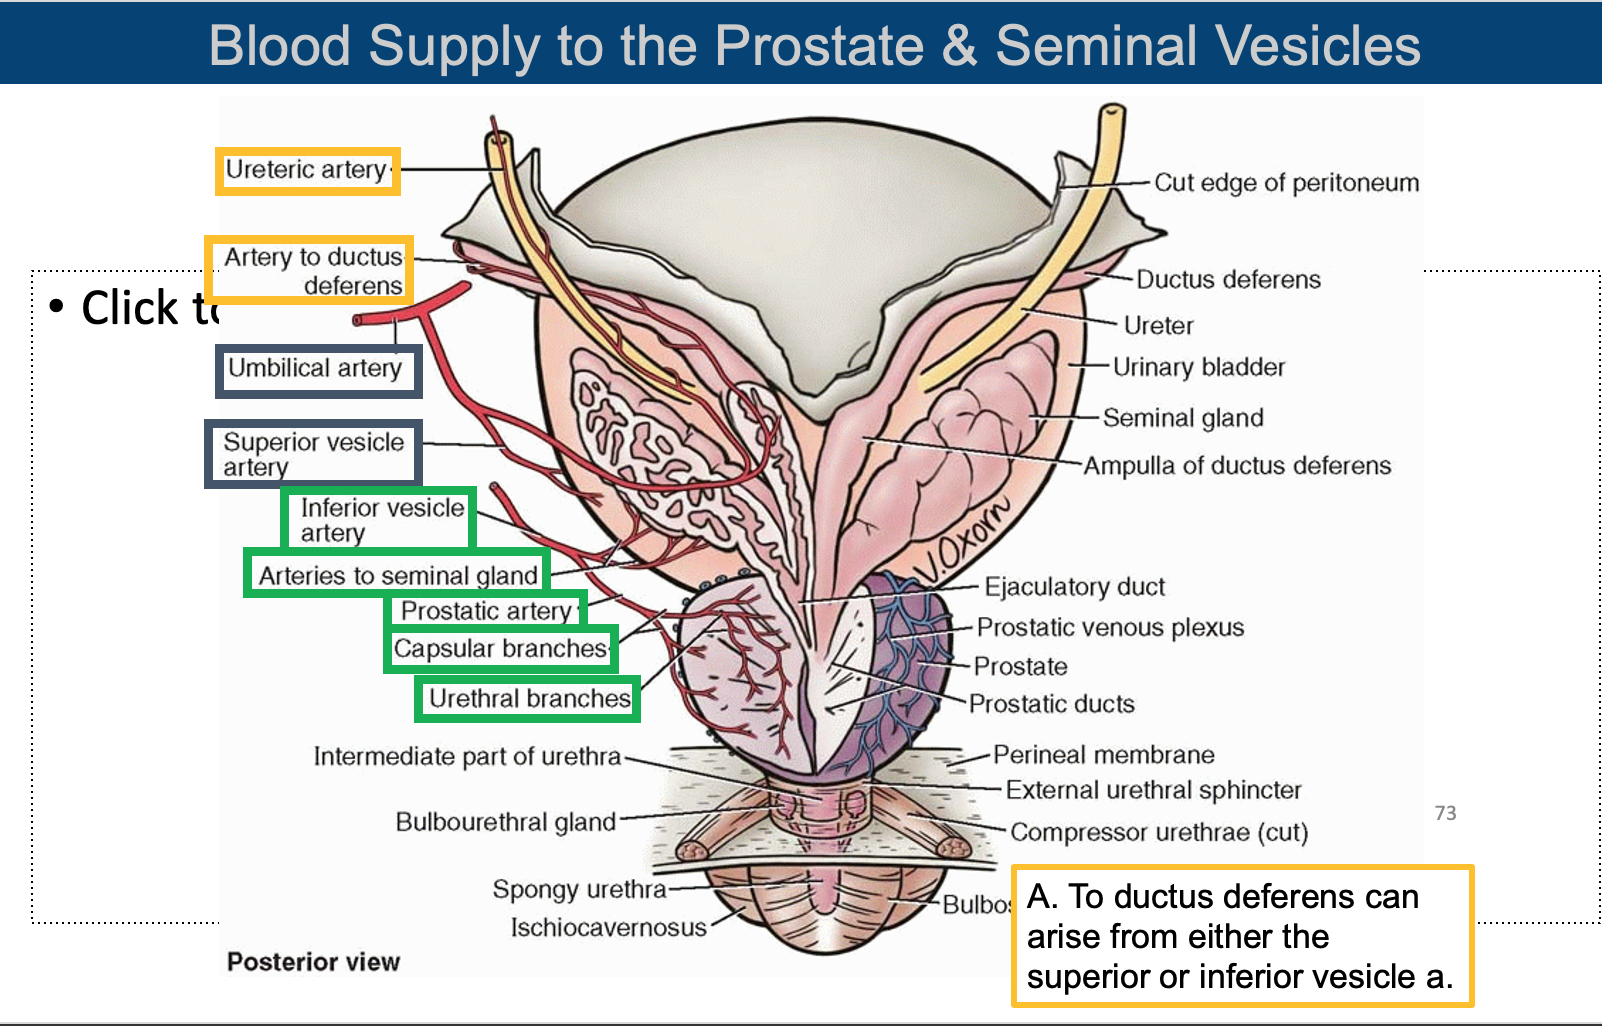 Blood Supply to the Prostate & Seminal Vesicles
Ureteric artery
Artery to ductus
deferens
• Click to
Umbilical artery
Superior vesicle
artery
Inferior vesicle
artery
Arteries to seminal gland
Prostatic artery
Capsular branches
Urethral branches
Intermediate part of urethra
Bulbourethral gland
Spongy urethra
Ischiocavernosus
Posterior view
Cut edge of peritoneum
Ductus deferens
Ureter
Urinary bladder
Seminal gland
Ampulla of ductus deferens
V.Oxorn
Ejaculatory duct
Prostatic venous plexus
Prostate
Prostatic ducts
Perineal membrane
External urethral sphincter
Compressor urethrae (cut)
73
A. To ductus deferens can
arise from either the
superior or inferior vesicle a.